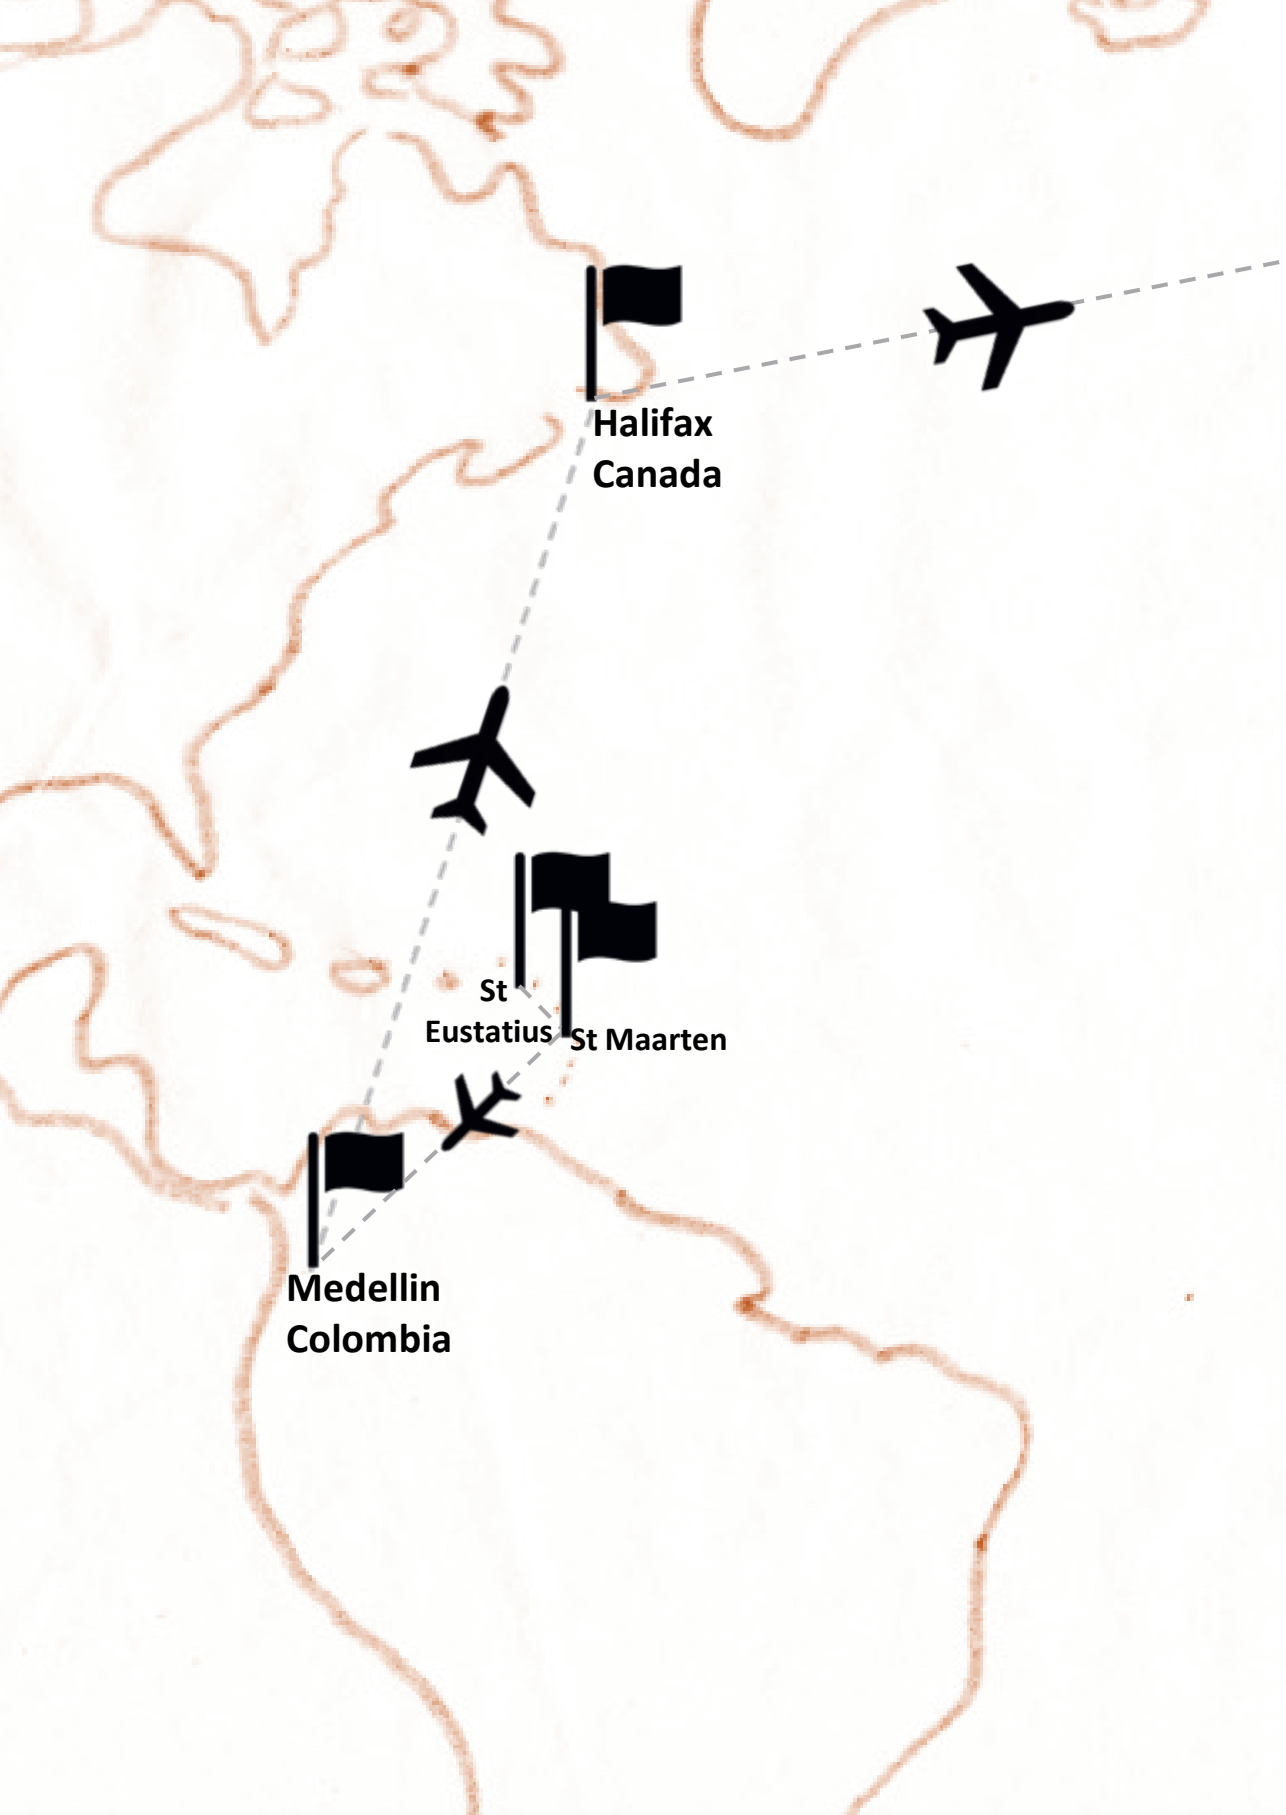 Halifax
Canada
St
Eustatius
St Maarten
Medellin
Colombia